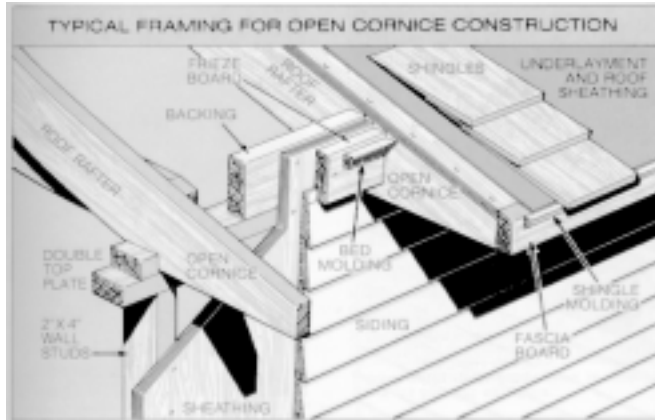 TYPICAL FRAMING FOR OPEN CORNICE CONSTRUCTION
FRIEZE
BOARD
ROOF
RAFTER
SHINGLES
UNDERLAYMENT
AND ROOF
SHEATHING
BACKING
ROOF RAFTER
OPEN
CORNICE
BED
MOLDING
DOUBLE
TOP
PLATE
OPEN
CORNICE
SHINGLE
MOLDING
2" X 4"
WALL
STUDS
SIDING
FASCIA
BOARD
SHEATHING